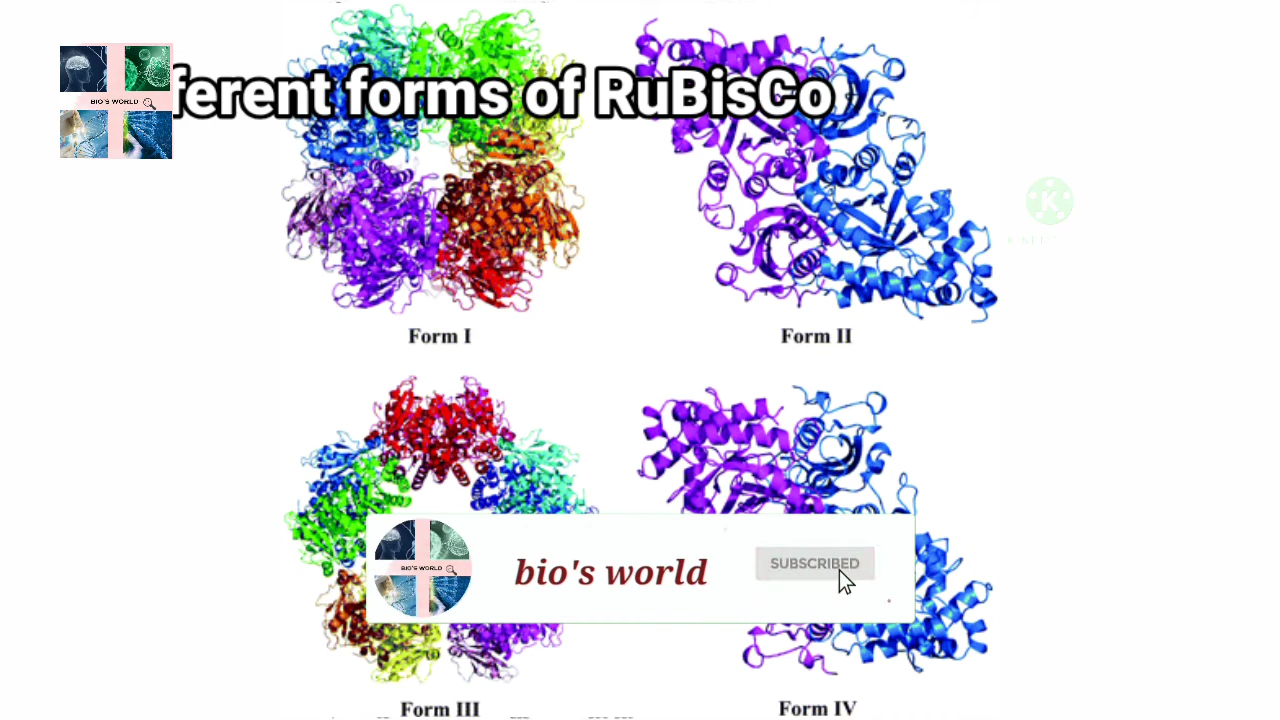 BIO'S WORLD
ferent forms of RuBisCo
Form I
Form II
BIO'S WORLD
bio's world
SUBSCRIBED
Form III
Form IV